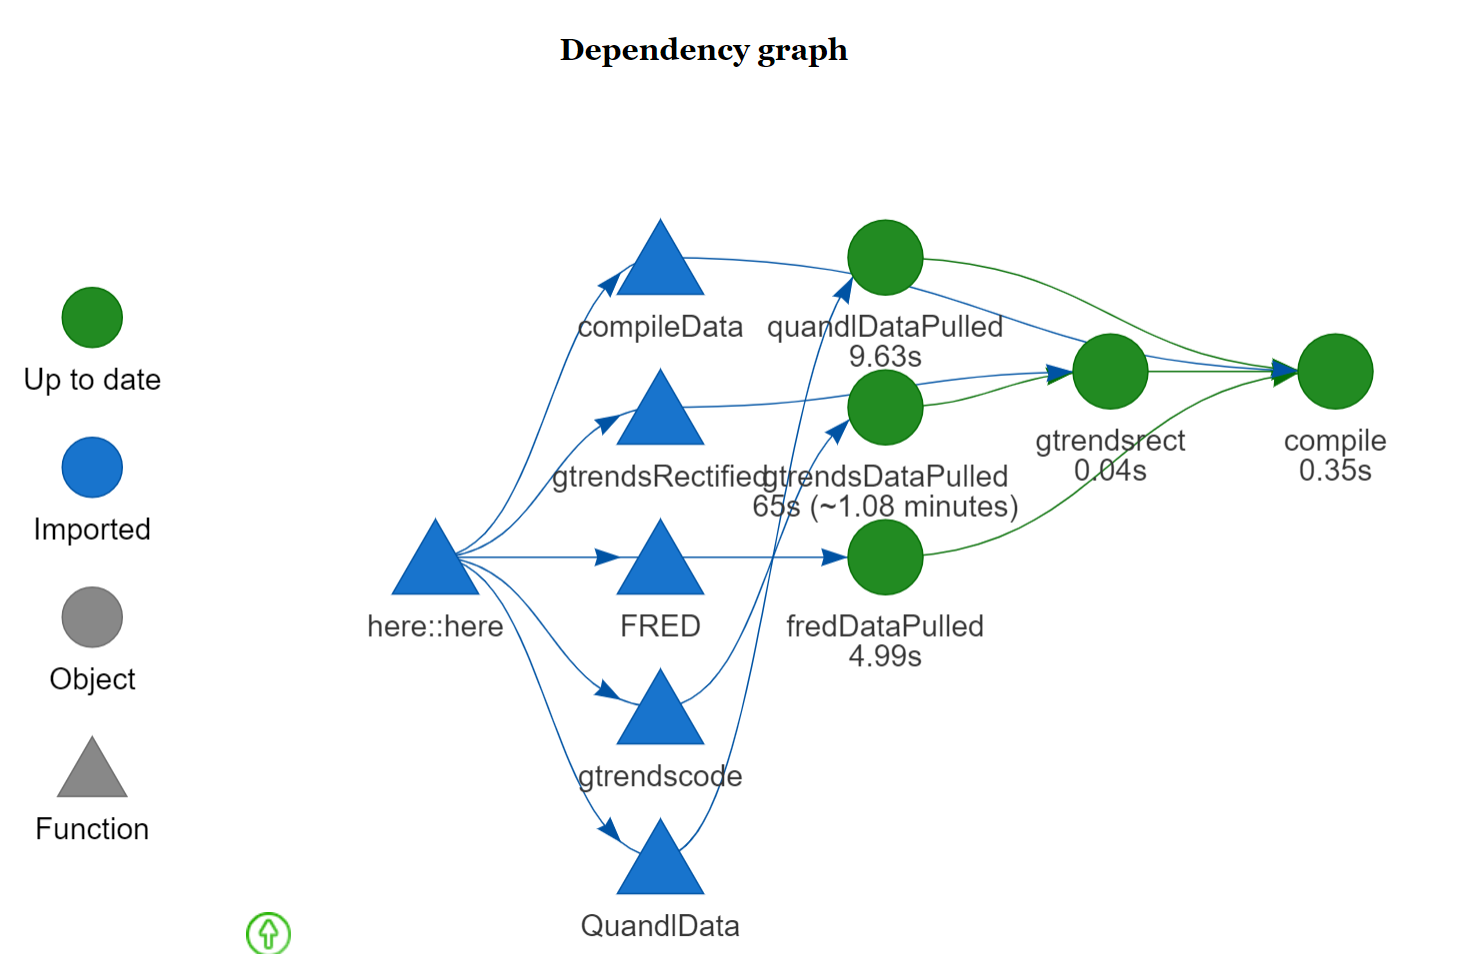 Dependency graph
Up to date
Imported
Object
Function
here::here
compileData
gtrendsRectified
FRED
gtrendscode
QuandlData
quandlDataPulled
9.63s
gtrendsDataPulled
65s (~1.08 minutes)
fredDataPulled
4.99s
gtrendsrect
0.04s
compile
0.35s